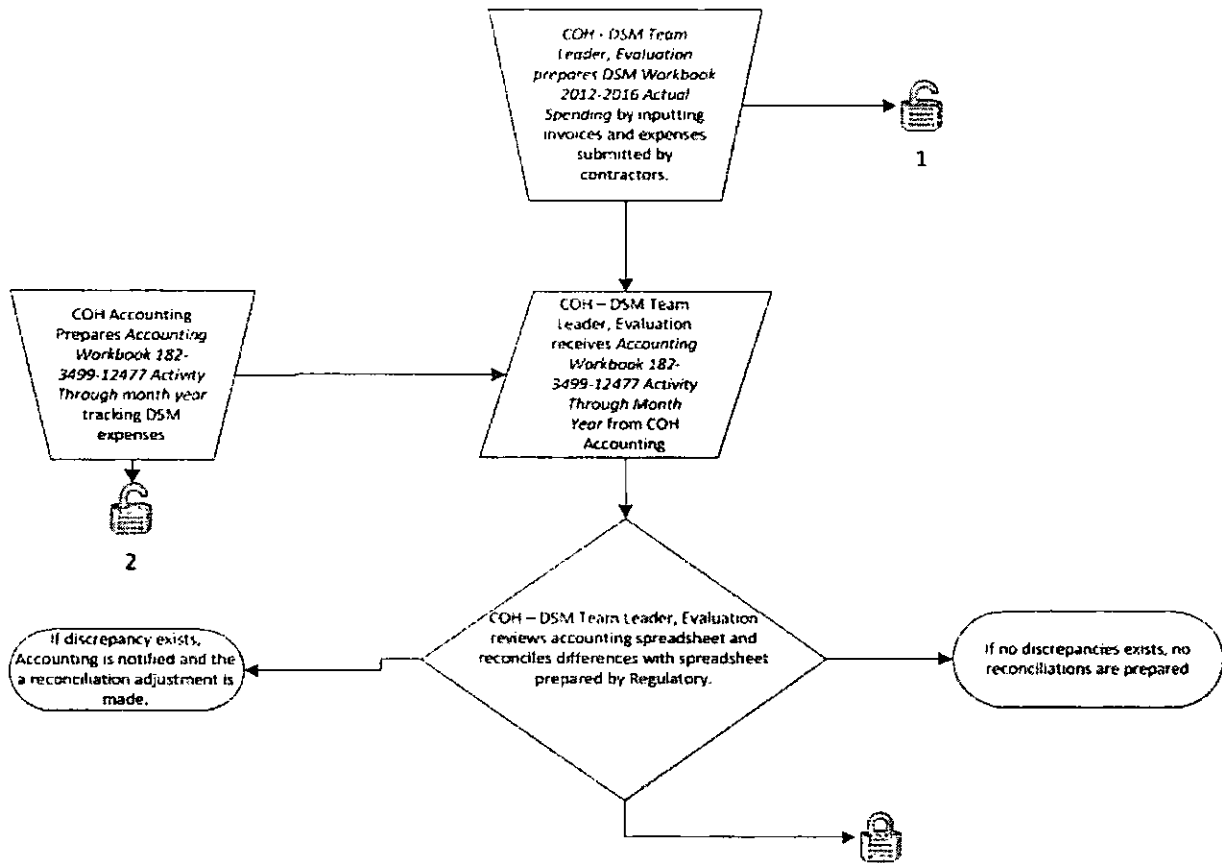 COH - DSM Team
Leader, Evaluation
prepares DSM Workbook
2012-2016 Actual
Spending by inputting
invoices and expenses
submitted by
contractors.
1
COH Accounting
Prepares Accounting
Workbook 182-
3499-12477 Activity
Through month year
tracking DSM
expenses
2
COH – DSM Team
Leader, Evaluation
receives Accounting
Workbook 182-
3499-12477 Activity
Through Month
Year from COH
Accounting
COH – DSM Team Leader, Evaluation
reviews accounting spreadsheet and
reconciles differences with spreadsheet
prepared by Regulatory.
If discrepancy exists,
Accounting is notified and the
a reconciliation adjustment is
made.
If no discrepancies exists, no
reconciliations are prepared